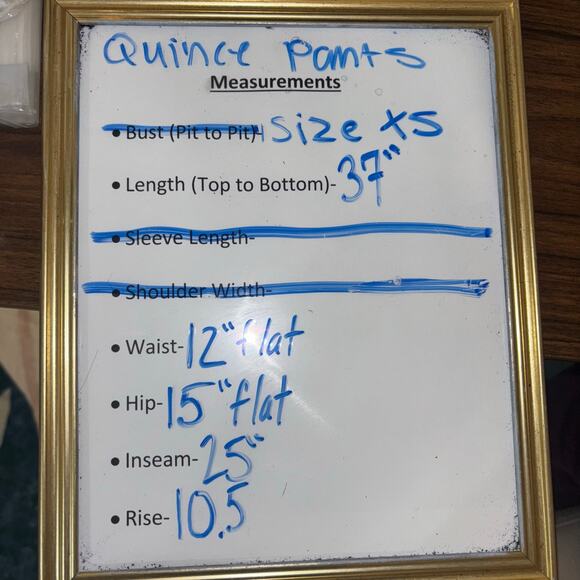 Quince Pants
Measurements
• Bust (Pit to Pit)- Size XS
• Length (Top to Bottom)- 37"
• Sleeve Length-
• Shoulder Width-
• Waist- 12" flat
• Hip- 15" flat
• Inseam- 25"
• Rise- 10.5